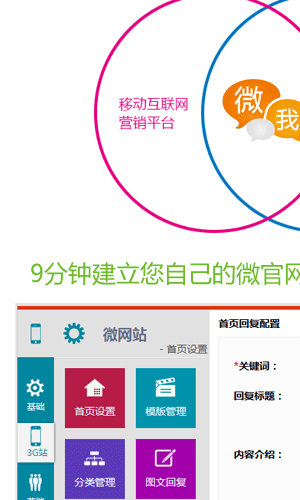 移动互联网
营销平台
微
我
9分钟建立您自己的微官网
微网站
- 首页设置
首页回复配置
基础
3G站
首页设置
模版管理
分类管理
图文回复
*关键词：
回复标题：
内容介绍：